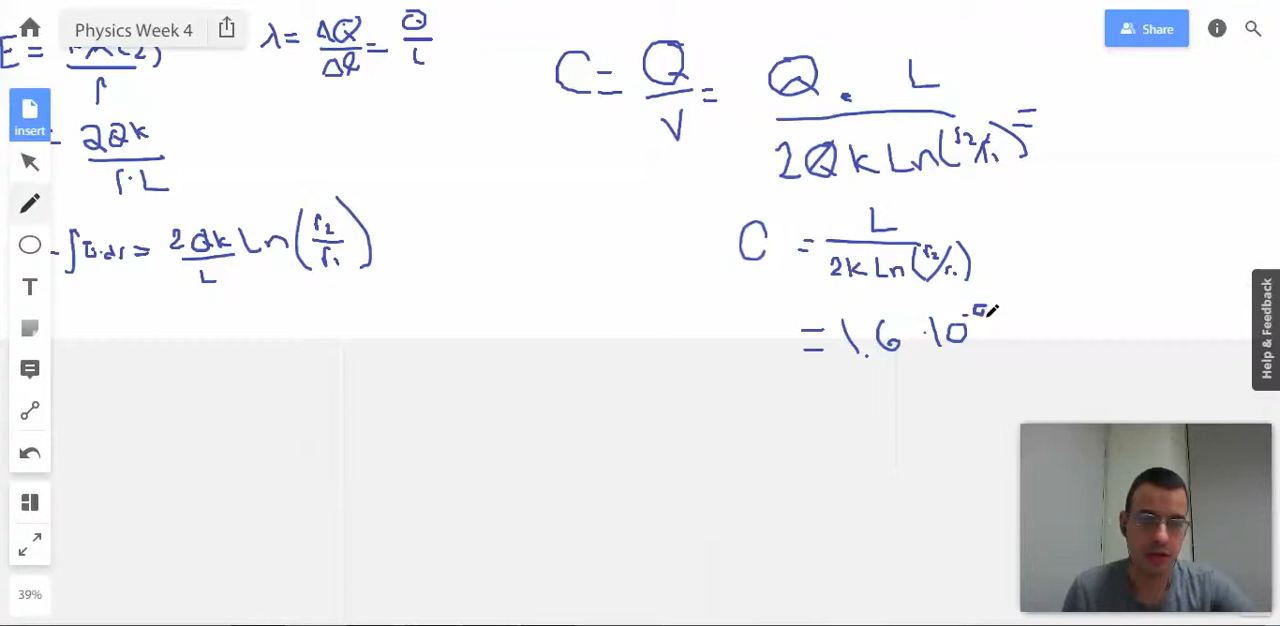 Physics Week 4
Share
insert
T
39%
Help & Feedback
λ = ΔQ/Δl = Q/L
E =
2Qk / r·L
- ∫E·dr = 2Qk/L Ln(r2/r1)
C = Q/V = Q · L / 2Qk Ln(r2/r1) =
C = L / 2k Ln(r2/r1)
= 1.6 · 10